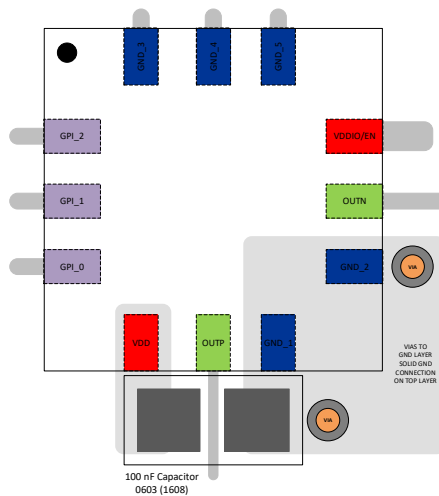 GND_3
GND_4
GND_5
GPI_2
VDDIO/EN
GPI_1
OUTN
GPI_0
GND_2
VIA
VDD
OUTP
GND_1
VIAS TO
GND LAYER
SOLID GND
CONNECTION
ON TOP LAYER
VIA
100 nF Capacitor
0603 (1608)